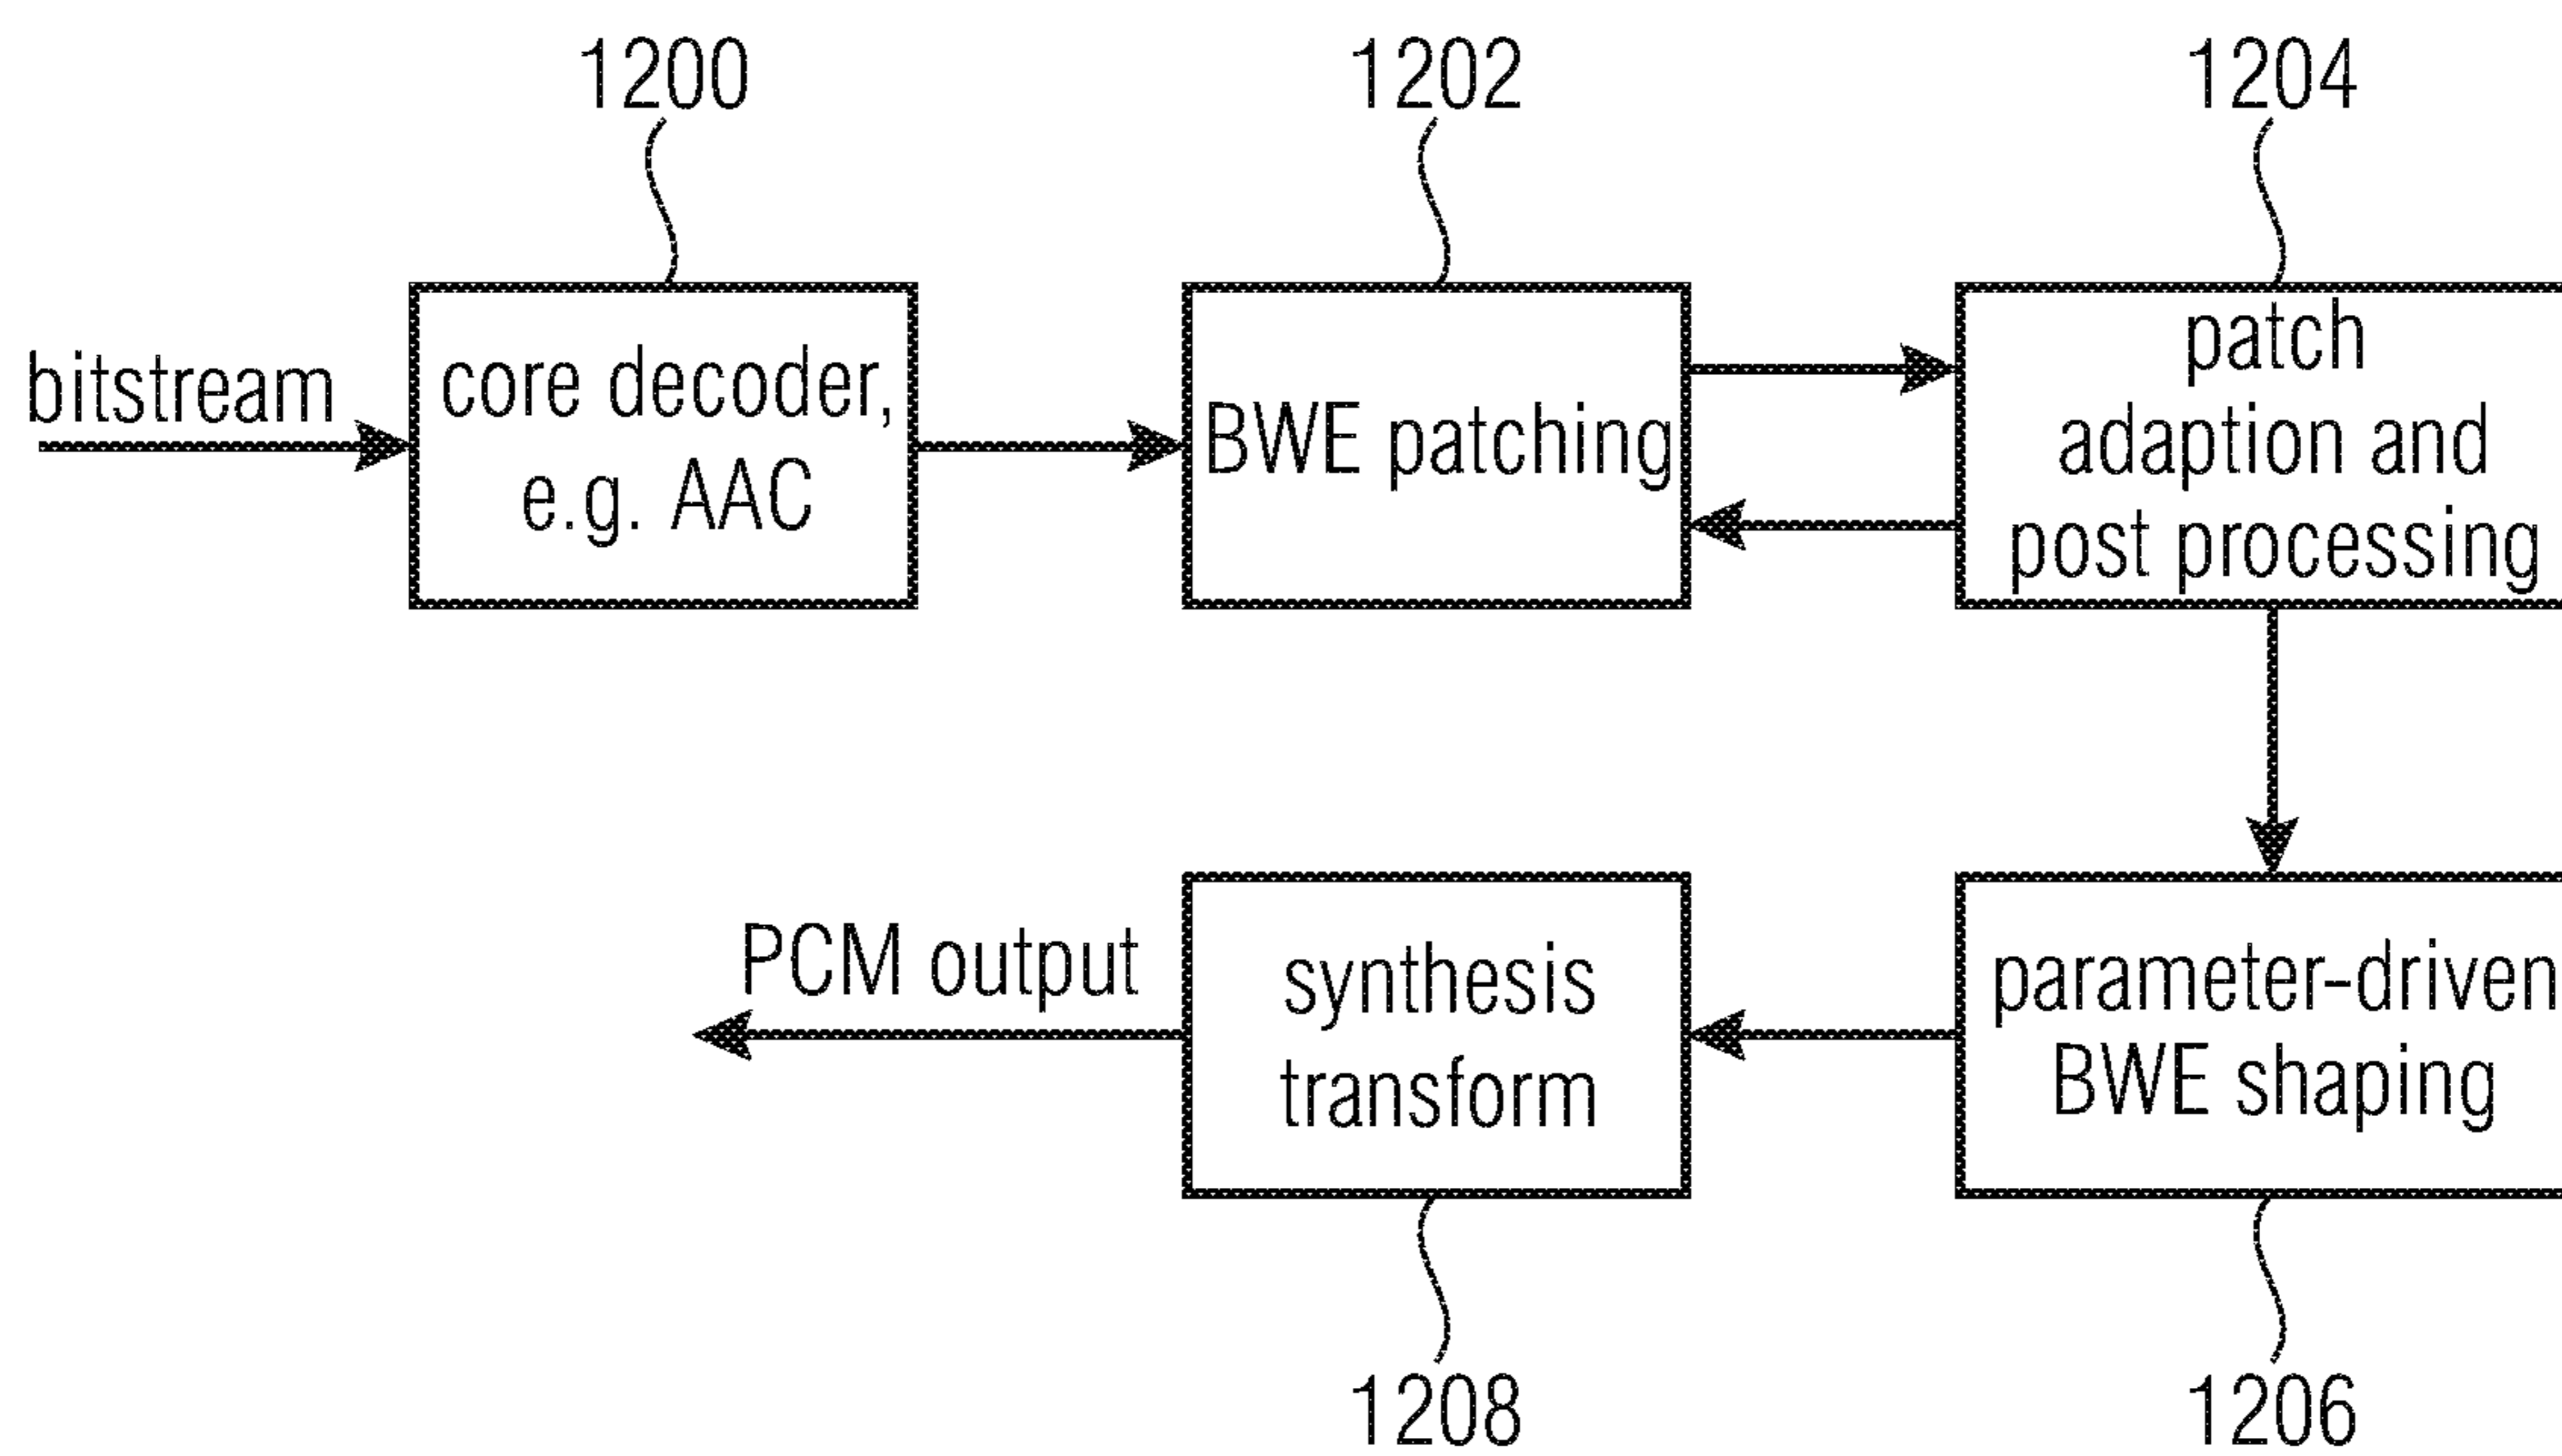 1200
1202
1204
bitstream
core decoder,
e.g. AAC
BWE patching
patch
adaption and
post processing
PCM output
synthesis
transform
parameter-driven
BWE shaping
1208
1206